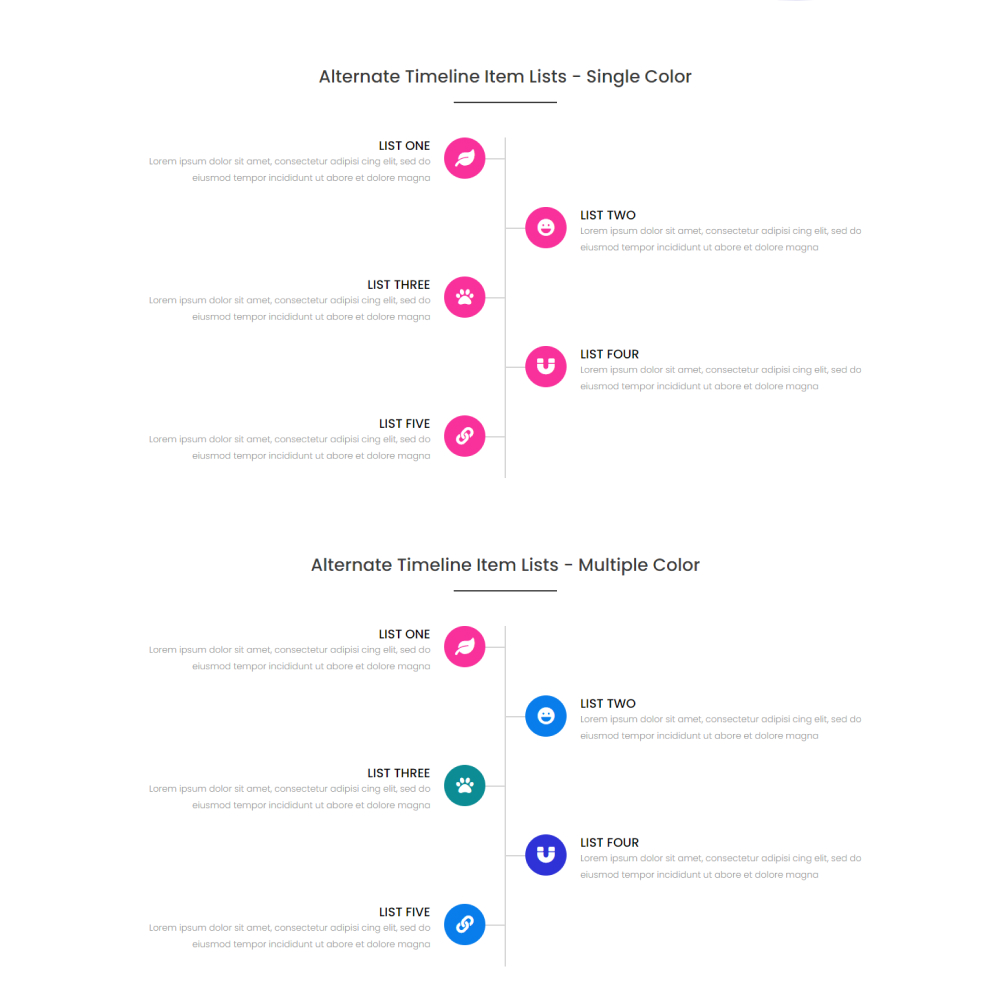 Alternate Timeline Item Lists - Single Color
LIST ONE
Lorem ipsum dolor sit amet, consectetur adipisi cing elit, sed do
eiusmod tempor incididunt ut abore et dolore magna
LIST TWO
Lorem ipsum dolor sit amet, consectetur adipisi cing elit, sed do
eiusmod tempor incididunt ut abore et dolore magna
LIST THREE
Lorem ipsum dolor sit amet, consectetur adipisi cing elit, sed do
eiusmod tempor incididunt ut abore et dolore magna
LIST FOUR
Lorem ipsum dolor sit amet, consectetur adipisi cing elit, sed do
eiusmod tempor incididunt ut abore et dolore magna
LIST FIVE
Lorem ipsum dolor sit amet, consectetur adipisi cing elit, sed do
eiusmod tempor incididunt ut abore et dolore magna
Alternate Timeline Item Lists - Multiple Color
LIST ONE
Lorem ipsum dolor sit amet, consectetur adipisi cing elit, sed do
eiusmod tempor incididunt ut abore et dolore magna
LIST TWO
Lorem ipsum dolor sit amet, consectetur adipisi cing elit, sed do
eiusmod tempor incididunt ut abore et dolore magna
LIST THREE
Lorem ipsum dolor sit amet, consectetur adipisi cing elit, sed do
eiusmod tempor incididunt ut abore et dolore magna
LIST FOUR
Lorem ipsum dolor sit amet, consectetur adipisi cing elit, sed do
eiusmod tempor incididunt ut abore et dolore magna
LIST FIVE
Lorem ipsum dolor sit amet, consectetur adipisi cing elit, sed do
eiusmod tempor incididunt ut abore et dolore magna